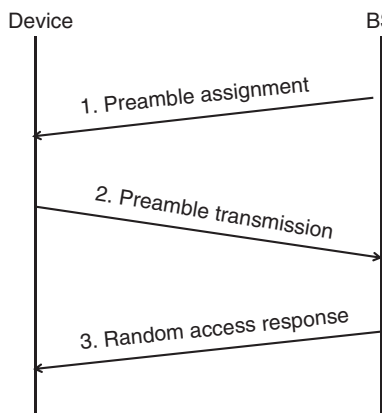 Device
BS
1. Preamble assignment
2. Preamble transmission
3. Random access response